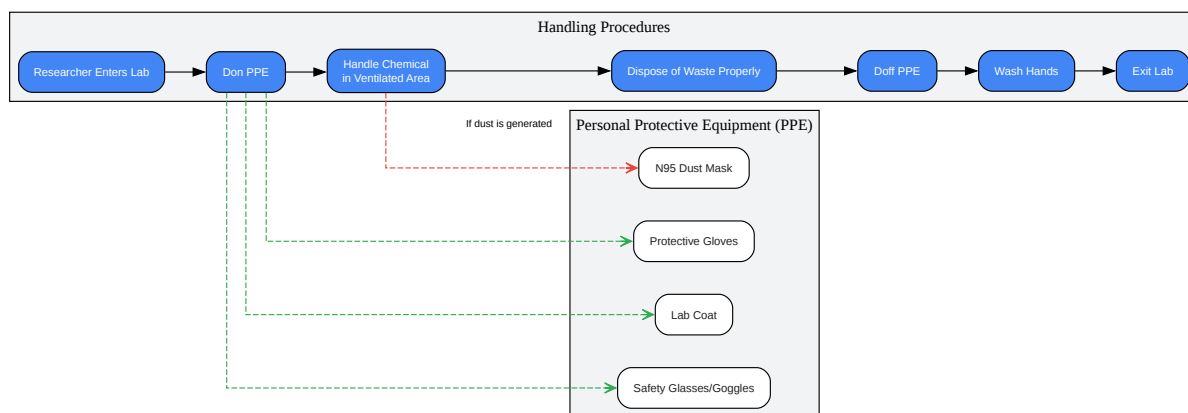 Handling Procedures
Researcher Enters Lab
Don PPE
Handle Chemical
in Ventilated Area
Dispose of Waste Properly
Doff PPE
Wash Hands
Exit Lab
If dust is generated
Personal Protective Equipment (PPE)
N95 Dust Mask
Protective Gloves
Lab Coat
Safety Glasses/Goggles